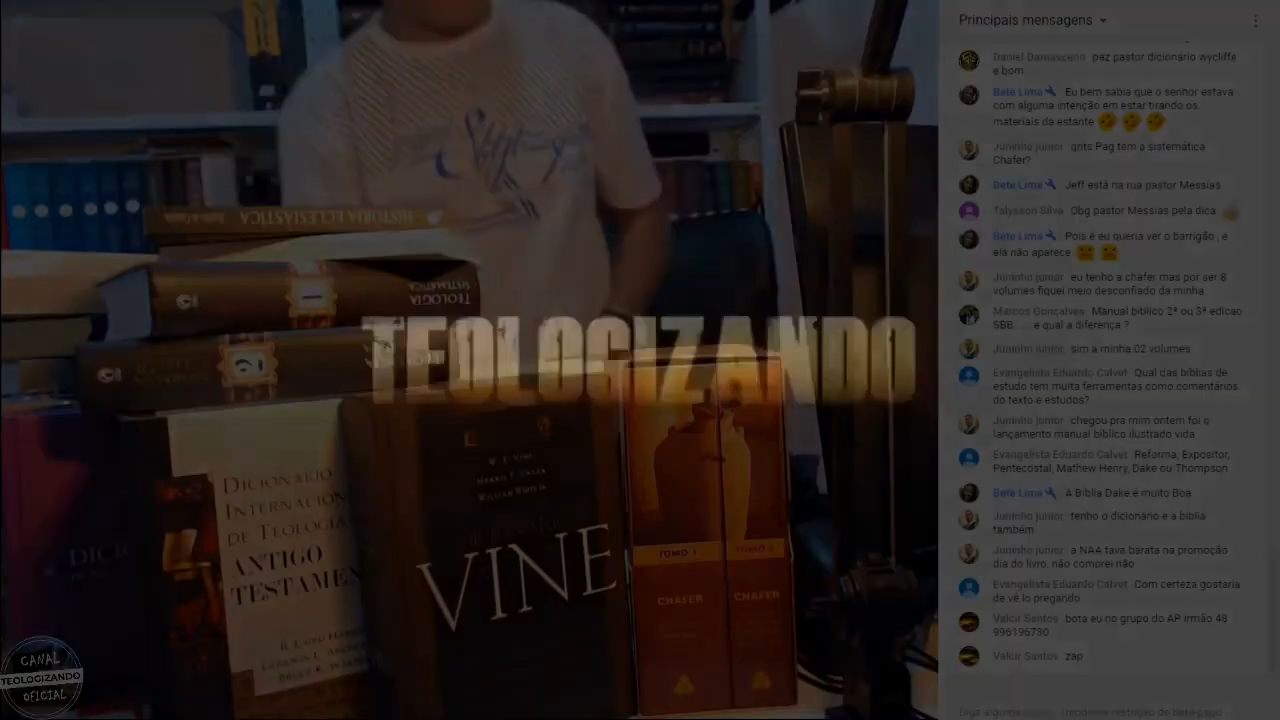 TEOLOGIZANDO
HISTÓRIA ECLESIÁSTICA
TEOLOGIA
SISTEMÁTICA
DICIONÁRIO
INTERNACION
DE TEOLOGIA
ANTIGO
TESTAMEN
VINE
TOMO 1
TOMO 2
CHAFER
CHAFER
DICI
CANAL
TEOLOGIZANDO
OFICIAL
Principais mensagens
Daniel Damasceno paz pastor dicionário wycliffe
e bom
Bete Lima Eu bem sabia que o senhor estava
com alguma intenção em estar tirando os
materiais da estante
Juninho junior gnts Pag tem a sistemática
Chafer?
Bete Lima Jeff está na rua pastor Messias
Talysson Silva Obg pastor Messias pela dica
Bete Lima Pois é eu queria ver o barrigão , e
ela não aparece
Juninho junior eu tenho a chafer mas por ser 8
volumes fiquei meio desconfiado da minha
Marcos Gonçalves Manual biblico 2ª ou 3ª edicao
SBB......e qual a diferença ?
Juninho junior sim a minha 02 volumes
Evangelista Eduardo Calvet Qual das bíblias de
estudo tem muita ferramentas como comentários
do texto e estudos?
Juninho junior chegou pra mim ontem foi o
lançamento manual bíblico ilustrado vida
Evangelista Eduardo Calvet Reforma, Expositor,
Pentecostal, Mathew Henry, Dake ou Thompson
Bete Lima A Bíblia Dake é muito Boa
Juninho junior tenho o dicionário e a bíblia
também
Juninho junior a NAA tava barata na promoção
dia do livro. não comprei não
Evangelista Eduardo Calvet Com certeza gostaria
de vê lo pregando
Valcir Santos bota eu no grupo do AP irmão 48
996196730
Valcir Santos zap